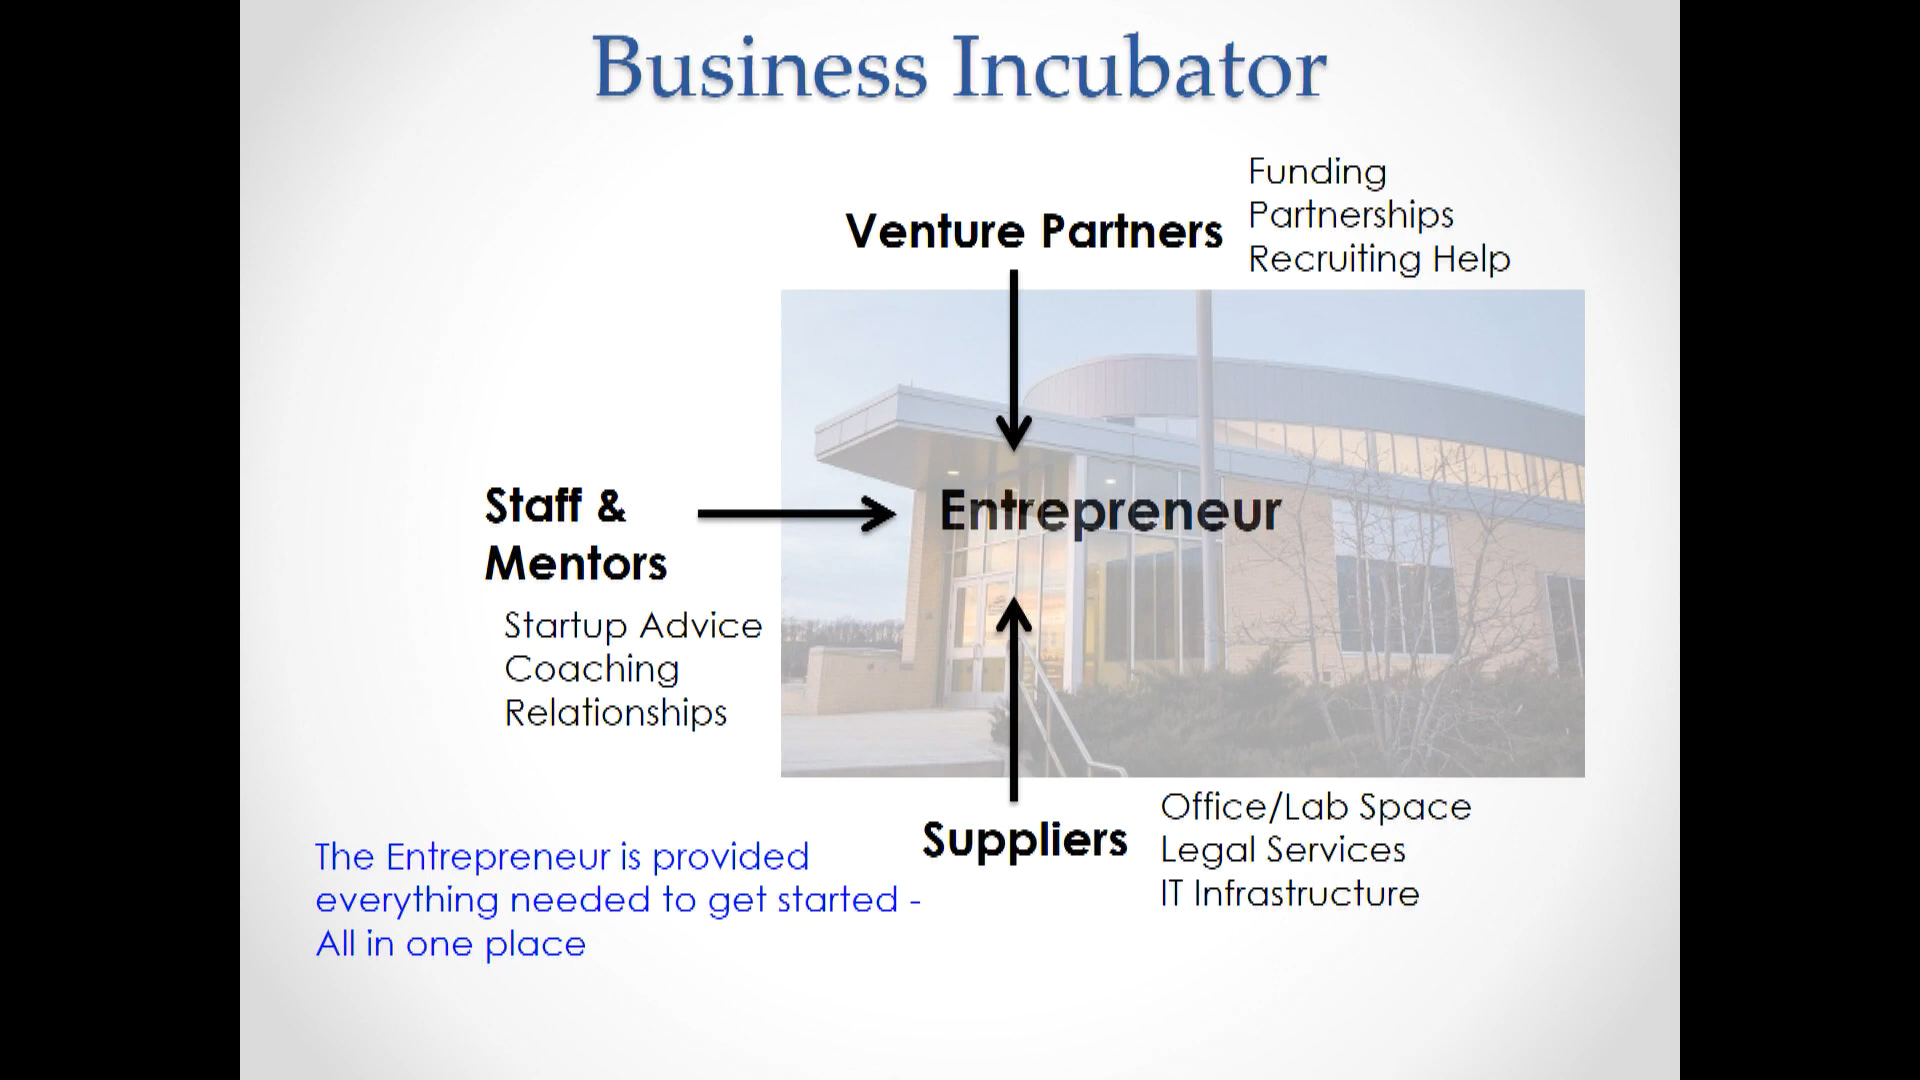 Business Incubator
Funding
Partnerships
Recruiting Help
Venture Partners
Staff &
Mentors
Entrepreneur
Startup Advice
Coaching
Relationships
Suppliers
Office/Lab Space
Legal Services
IT Infrastructure
The Entrepreneur is provided
everything needed to get started -
All in one place